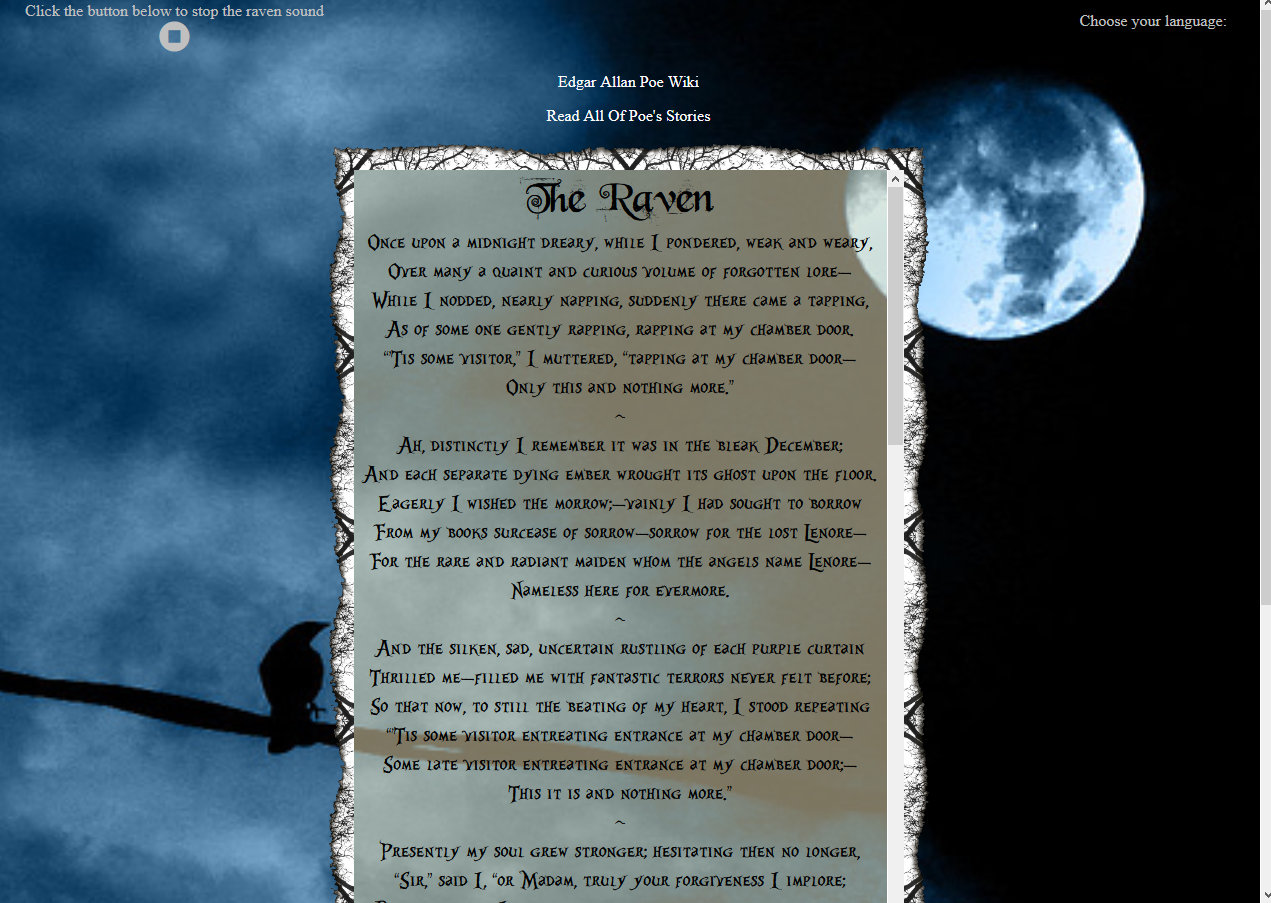 Click the button below to stop the raven sound
Choose your language:
Edgar Allan Poe Wiki
Read All Of Poe's Stories
The Raven
Once upon a midnight dreary, while I pondered, weak and weary,
Over many a quaint and curious volume of forgotten lore—
While I nodded, nearly napping, suddenly there came a tapping,
As of some one gently rapping, rapping at my chamber door.
“'Tis some visitor,” I muttered, “tapping at my chamber door—
Only this and nothing more.”
~
Ah, distinctly I remember it was in the bleak December;
And each separate dying ember wrought its ghost upon the floor.
Eagerly I wished the morrow;—vainly I had sought to borrow
From my books surcease of sorrow—sorrow for the lost Lenore—
For the rare and radiant maiden whom the angels name Lenore—
Nameless here for evermore.
~
And the silken, sad, uncertain rustling of each purple curtain
Thrilled me—filled me with fantastic terrors never felt before;
So that now, to still the beating of my heart, I stood repeating
“'Tis some visitor entreating entrance at my chamber door—
Some late visitor entreating entrance at my chamber door;—
This it is and nothing more.”
~
Presently my soul grew stronger; hesitating then no longer,
“Sir,” said I, “or Madam, truly your forgiveness I implore;